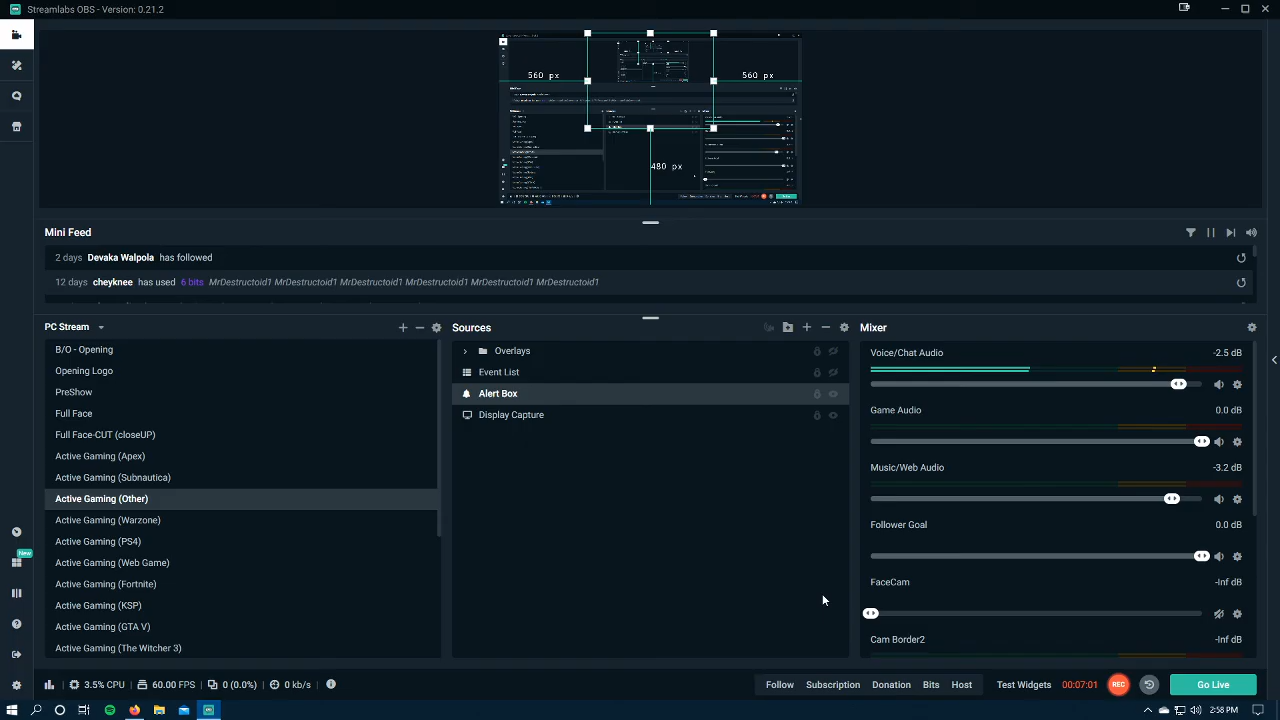 Streamlabs OBS - Version: 0.21.2
560 px
560 px
480 px
Mini Feed
2 days Devaka Walpola has followed
12 days cheyknee has used 6 bits MrDestructoid1 MrDestructoid1 MrDestructoid1 MrDestructoid1 MrDestructoid1 MrDestructoid1
PC Stream
B/O - Opening
Opening Logo
PreShow
Full Face
Full Face-CUT (closeUP)
Active Gaming (Apex)
Active Gaming (Subnautica)
Active Gaming (Other)
Active Gaming (Warzone)
Active Gaming (PS4)
Active Gaming (Web Game)
Active Gaming (Fortnite)
Active Gaming (KSP)
Active Gaming (GTA V)
Active Gaming (The Witcher 3)
Sources
Overlays
Event List
Alert Box
Display Capture
Mixer
Voice/Chat Audio -2.5 dB
Game Audio 0.0 dB
Music/Web Audio -3.2 dB
Follower Goal 0.0 dB
FaceCam -Inf dB
Cam Border2 -Inf dB
New
3.5% CPU 60.00 FPS 0 (0.0%) 0 kb/s
Follow Subscription Donation Bits Host Test Widgets 00:07:01 REC Go Live
2:58 PM